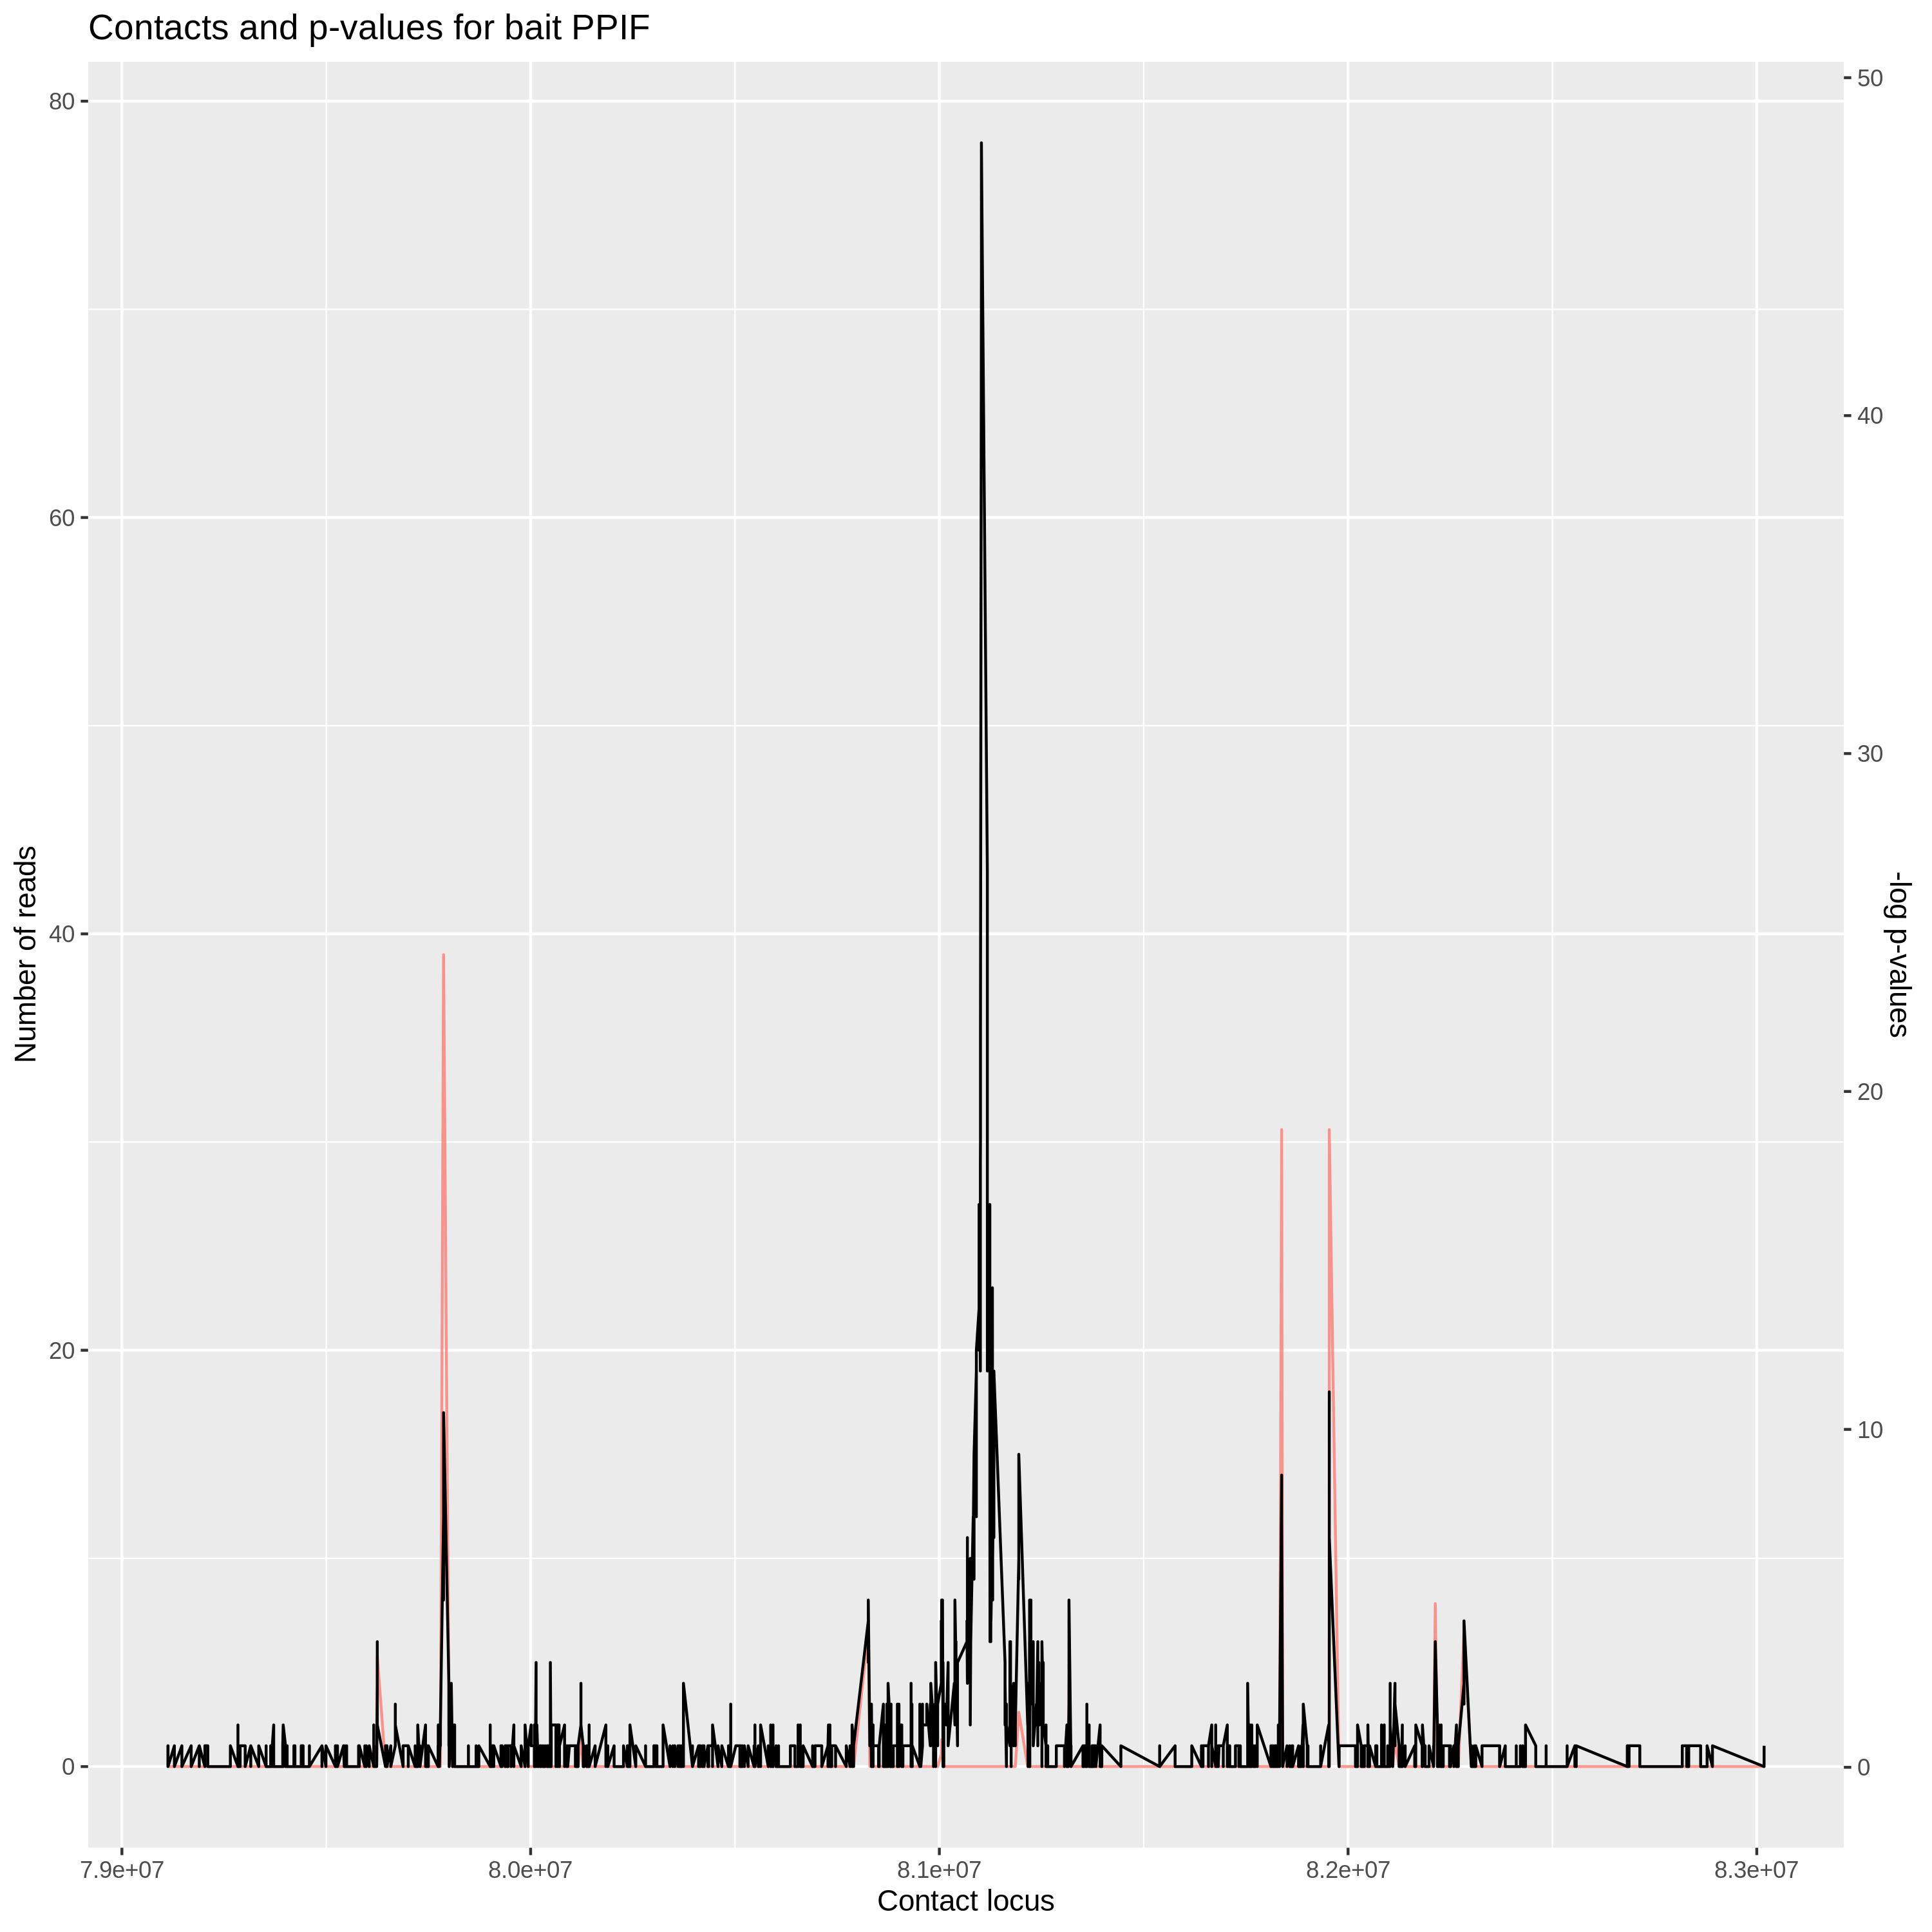 Contacts and p-values for bait PPIF
80
60
40
20
0
Number of reads
50
40
30
20
10
0
-log p-values
7.9e+07 8.0e+07 8.1e+07 8.2e+07 8.3e+07
Contact locus